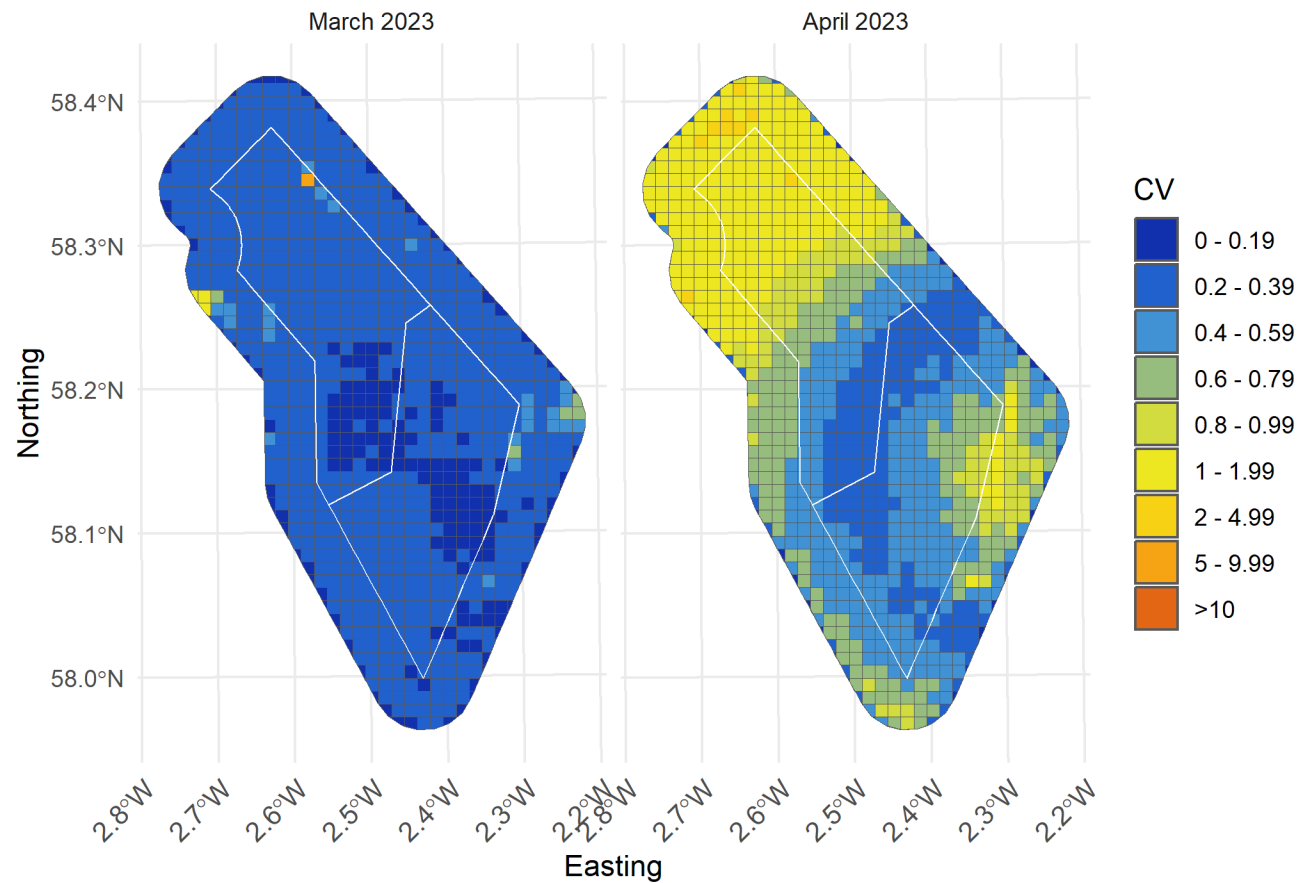 March 2023
April 2023
58.4°N
58.3°N
58.2°N
58.1°N
58.0°N
Northing
2.8°W
2.7°W
2.6°W
2.5°W
2.4°W
2.3°W
2.2°W
2.8°W
2.7°W
2.6°W
2.5°W
2.4°W
2.3°W
2.2°W
Easting
CV
0 - 0.19
0.2 - 0.39
0.4 - 0.59
0.6 - 0.79
0.8 - 0.99
1 - 1.99
2 - 4.99
5 - 9.99
>10